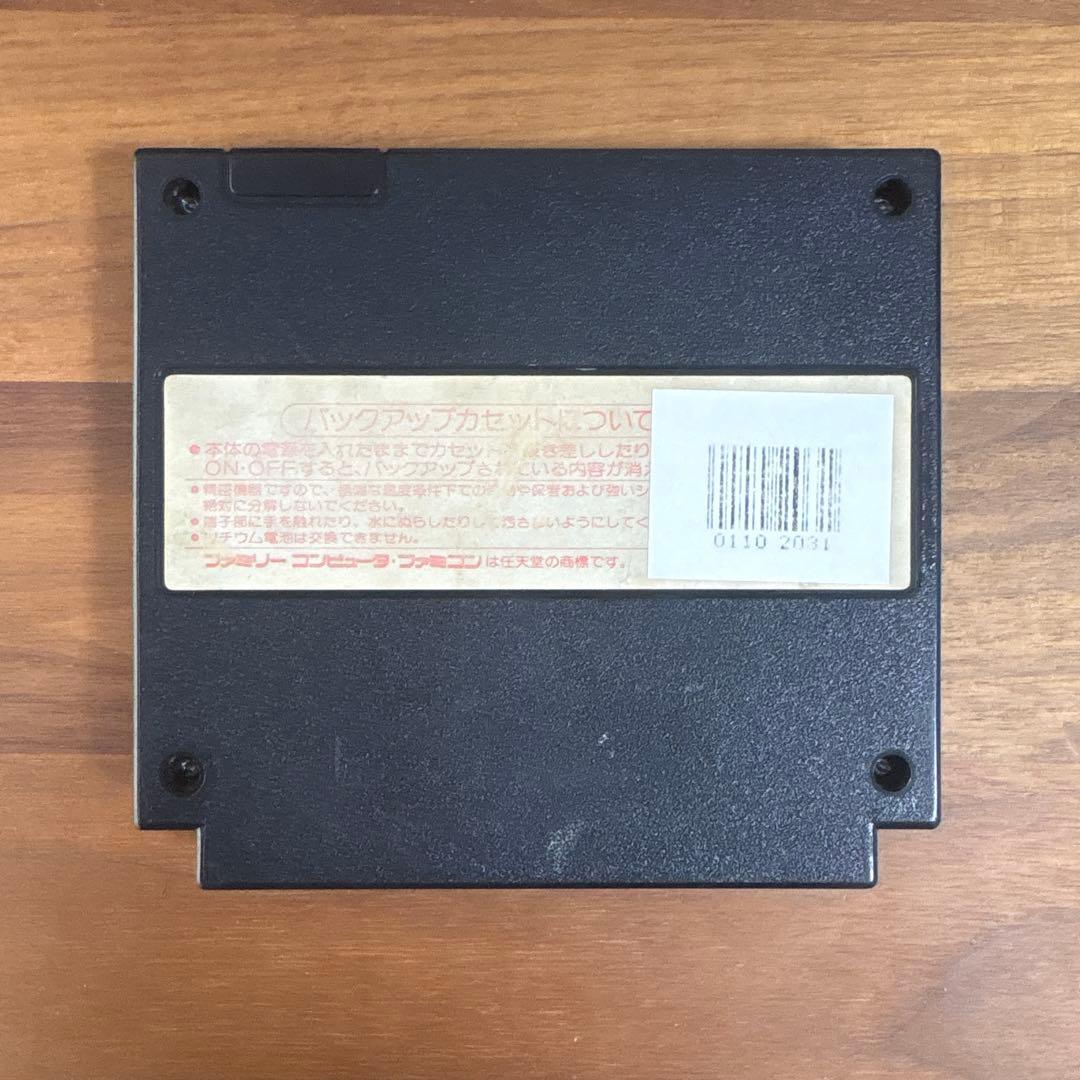 バックアップカセットについて
●本体の電源を入れたままでカセットを抜き差ししたり
ON・OFFすると、バックアップされている内容が消え
●精密機器ですので、極端な温度条件下での や保管および強いシ
絶対に分解しないでください。
●端子部に手を触れたり、水にぬらしたりして汚さないようにしてく
●リチウム電池は交換できません。
ファミリーコンピュータ・ファミコンは任天堂の商標です。
0110 2031